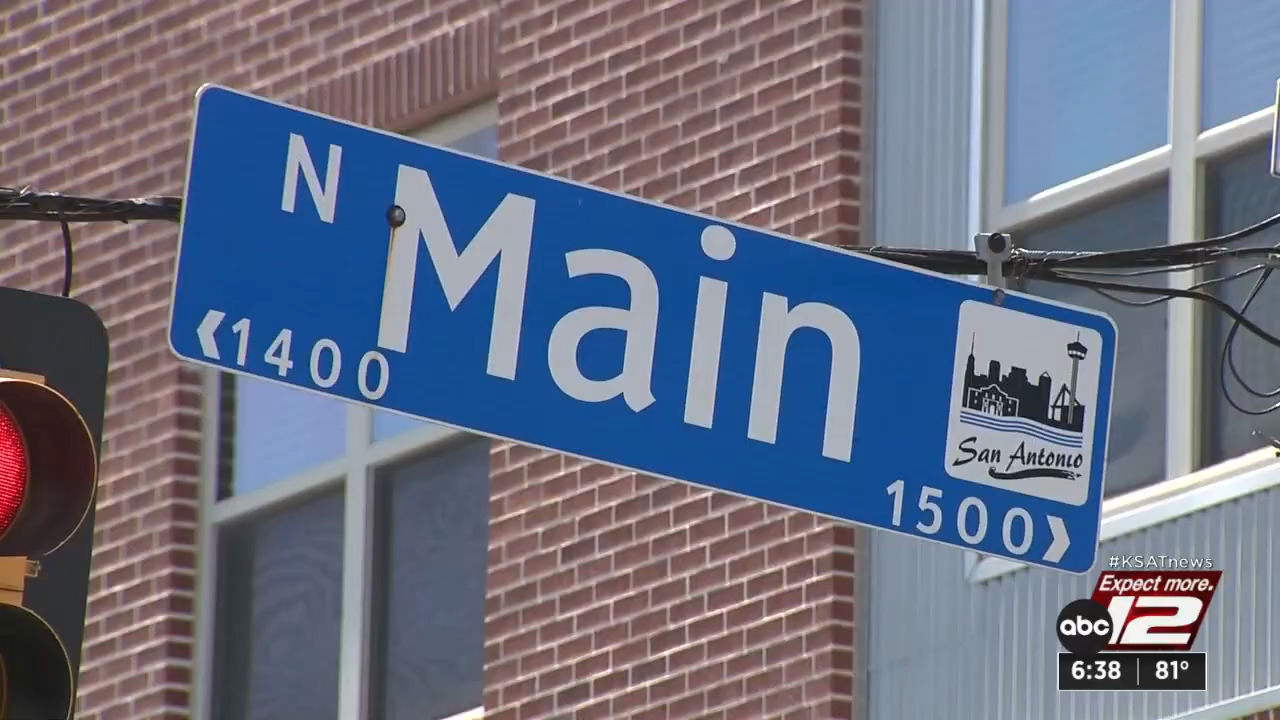 N Main
1400
San Antonio
1500
#KSATnews
Expect more.
abc 12
6:38 81°